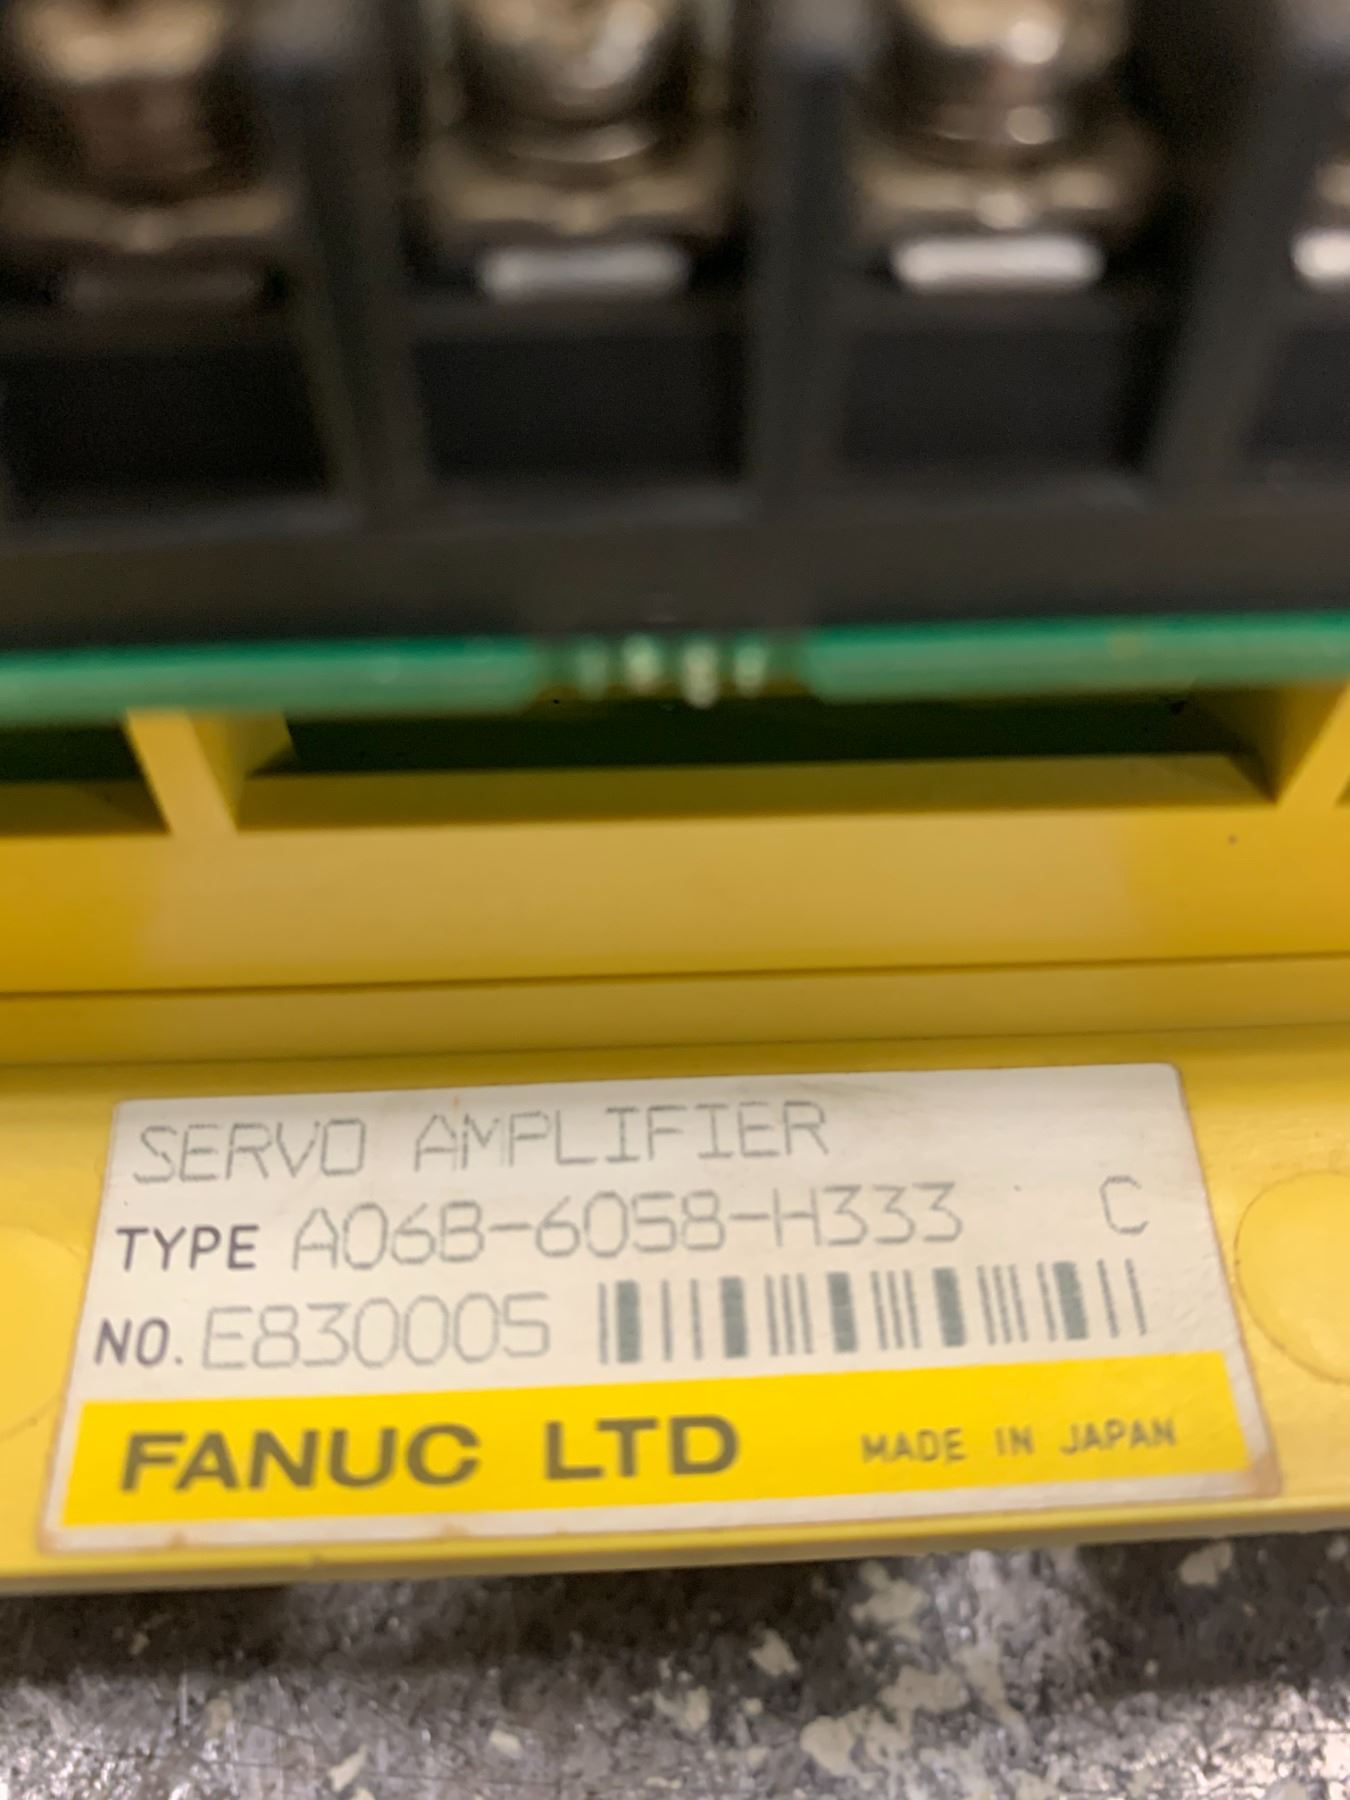 SERVO AMPLIFIER
TYPE A06B-6058-H333 C
NO. E830005
FANUC LTD MADE IN JAPAN